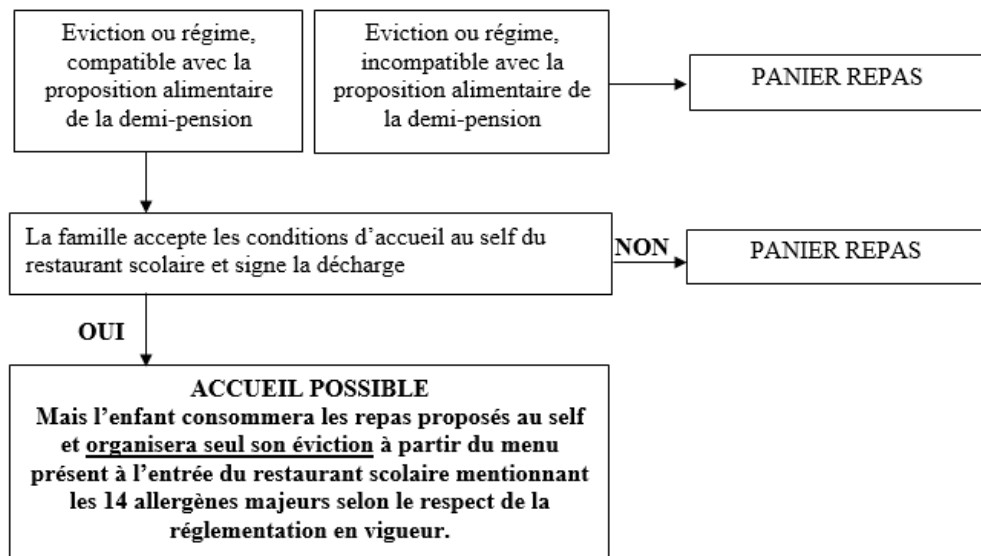 Eviction ou régime,
compatible avec la
proposition alimentaire
de la demi-pension
Eviction ou régime,
incompatible avec la
proposition alimentaire de
la demi-pension
PANIER REPAS
La famille accepte les conditions d’accueil au self du
restaurant scolaire et signe la décharge
NON
PANIER REPAS
OUI
ACCUEIL POSSIBLE
Mais l’enfant consommera les repas proposés au self
et organisera seul son éviction à partir du menu
présent à l’entrée du restaurant scolaire mentionnant
les 14 allergènes majeurs selon le respect de la
réglementation en vigueur.